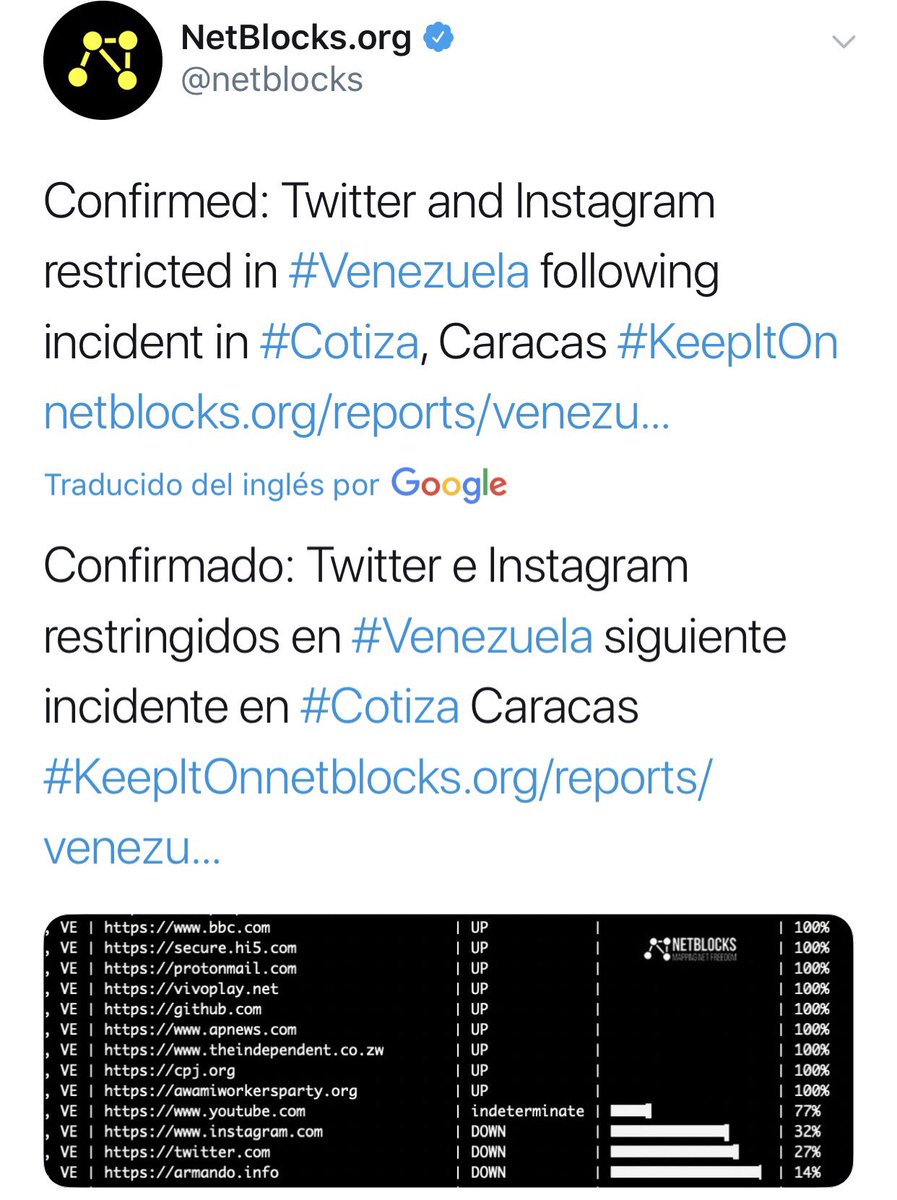 NetBlocks.org
@netblocks
Confirmed: Twitter and Instagram
restricted in #Venezuela following
incident in #Cotiza, Caracas #KeepItOn
netblocks.org/reports/venezu...
Traducido del inglés por Google
Confirmado: Twitter e Instagram
restringidos en #Venezuela siguiente
incidente en #Cotiza Caracas
#KeepItOnnetblocks.org/reports/
venezu...
, VE | https://www.bbc.com | UP | | 100%
, VE | https://secure.hi5.com | UP | | 100%
NETBLOCKS
MAPPING NET FREEDOM
, VE | https://protonmail.com | UP | | 100%
, VE | https://vivoplay.net | UP | | 100%
, VE | https://github.com | UP | | 100%
, VE | https://www.apnews.com | UP | | 100%
, VE | https://www.theindependent.co.zw | UP | | 100%
, VE | https://cpj.org | UP | | 100%
, VE | https://awamiworkersparty.org | UP | | 100%
, VE | https://www.youtube.com | indeterminate | | 77%
, VE | https://www.instagram.com | DOWN | | 32%
, VE | https://twitter.com | DOWN | | 27%
VE | https://armando.info | DOWN | | 14%